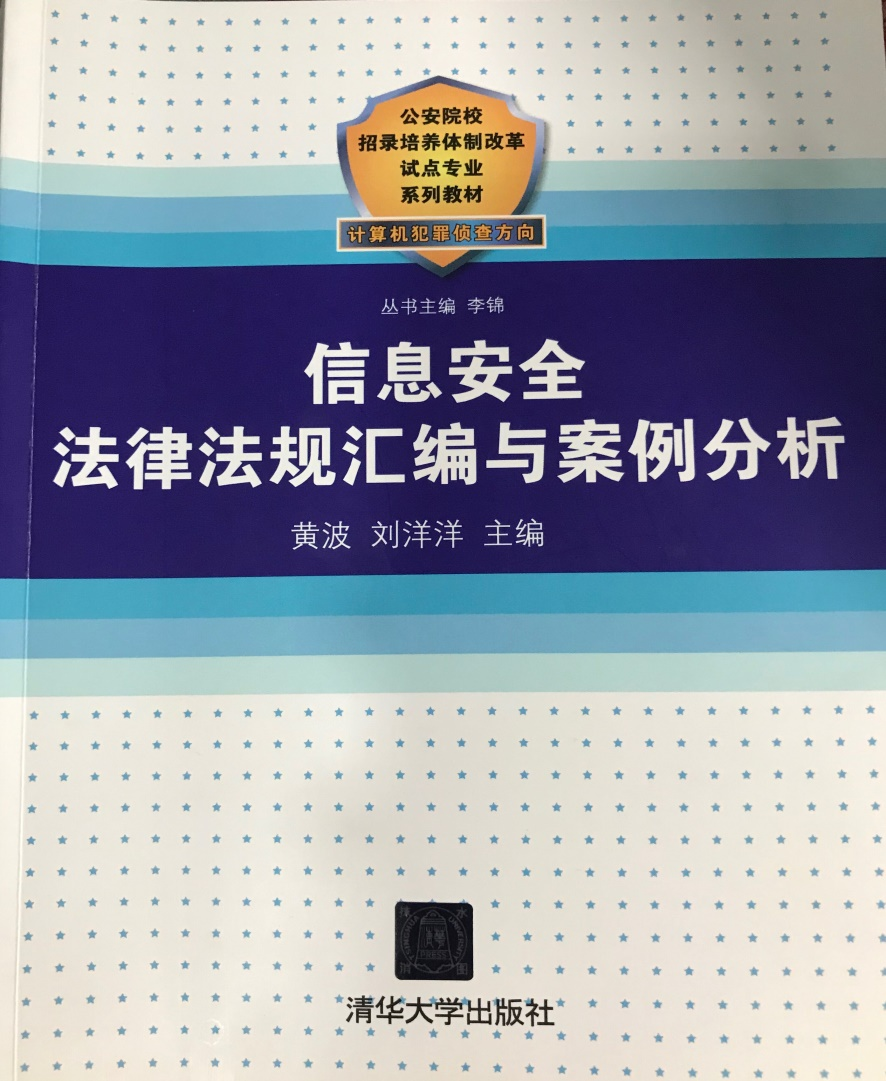 公安院校
招录培养体制改革
试点专业
系列教材
计算机犯罪侦查方向
丛书主编 李锦
信息安全
法律法规汇编与案例分析
黄波 刘洋洋 主编
PRESS
清华大学出版社